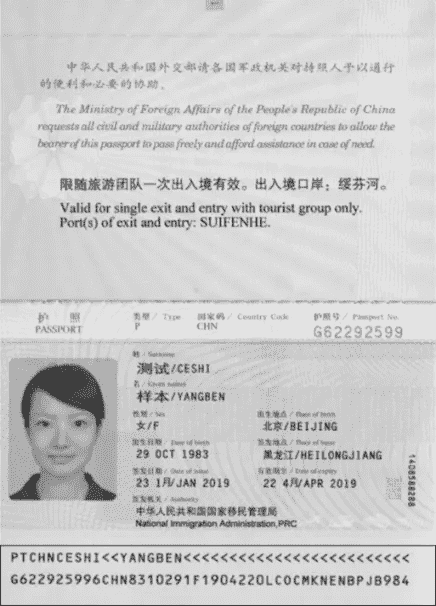 中华人民共和国外交部请各国军政机关对持照人予以通行
的便利和必要的协助。
The Ministry of Foreign Affairs of the People's Republic of China
requests all civil and military authorities of foreign countries to allow the
bearer of this passport to pass freely and afford assistance in case of need.
限随旅游团队一次出入境有效。出入境口岸：绥芬河。
Valid for single exit and entry with tourist group only.
Port(s) of exit and entry: SUIFENHE.
护 照 类型 / Type 国家码 / Country Code 护照号 / Passport No.
PASSPORT P CHN G62292599
姓 / Surname
测试/CESHI
名 / Given names
样本/YANGBEN
性别 / Sex 出生地点 / Place of birth
女/F 北京/BEIJING
出生日期 / Date of birth 签发地点 / Place of issue
29 OCT 1983 黑龙江/HEILONGJIANG
签发日期 / Date of issue 有效期至 / Date of expiry
23 1月/JAN 2019 22 4月/APR 2019
签发机关 / Authority
中华人民共和国国家移民管理局
National Immigration Administration,PRC
1408588288
PTCHNCESHI<<YANGBEN<<<<<<<<<<<<<<<<<<<<<<<<<
G622925996CHN8310291F1904220LCOCMKNENBPJB984